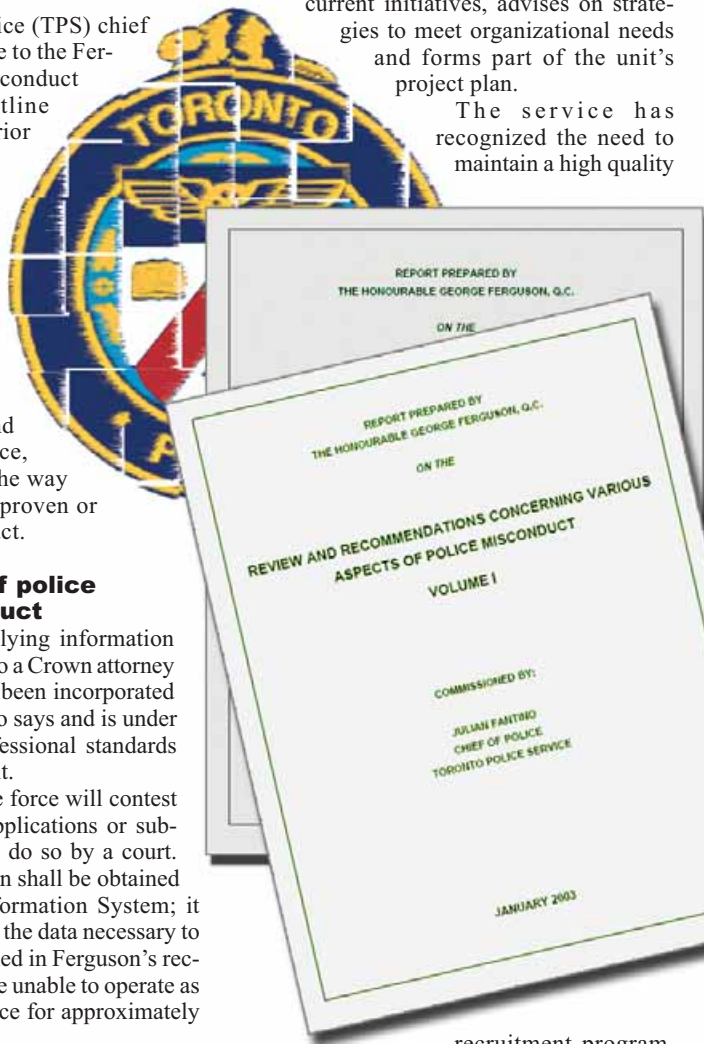 ice (TPS) chief
e to the Fer-
conduct
tline
rior
nd
ice,
he way
proven or
ct.
f police
uct
lying information
o a Crown attorney
been incorporated
o says and is under
fessional standards
t.
e force will contest
pplications or sub-
do so by a court.
n shall be obtained
formation System; it
the data necessary to
ed in Ferguson's rec-
e unable to operate as
ce for approximately
current initiatives, advises on strate-
gies to meet organizational needs
and forms part of the unit's
project plan.
The service has
recognized the need to
maintain a high quality
TORONTO
REPORT PREPARED BY
THE HONOURABLE GEORGE FERGUSON, Q.C.
ON THE
REPORT PREPARED BY
THE HONOURABLE GEORGE FERGUSON, Q.C.
ON THE
REVIEW AND RECOMMENDATIONS CONCERNING VARIOUS
ASPECTS OF POLICE MISCONDUCT
VOLUME I
COMMISSIONED BY:
JULIAN FANTINO
CHIEF OF POLICE
TORONTO POLICE SERVICE
JANUARY 2003
recruitment program